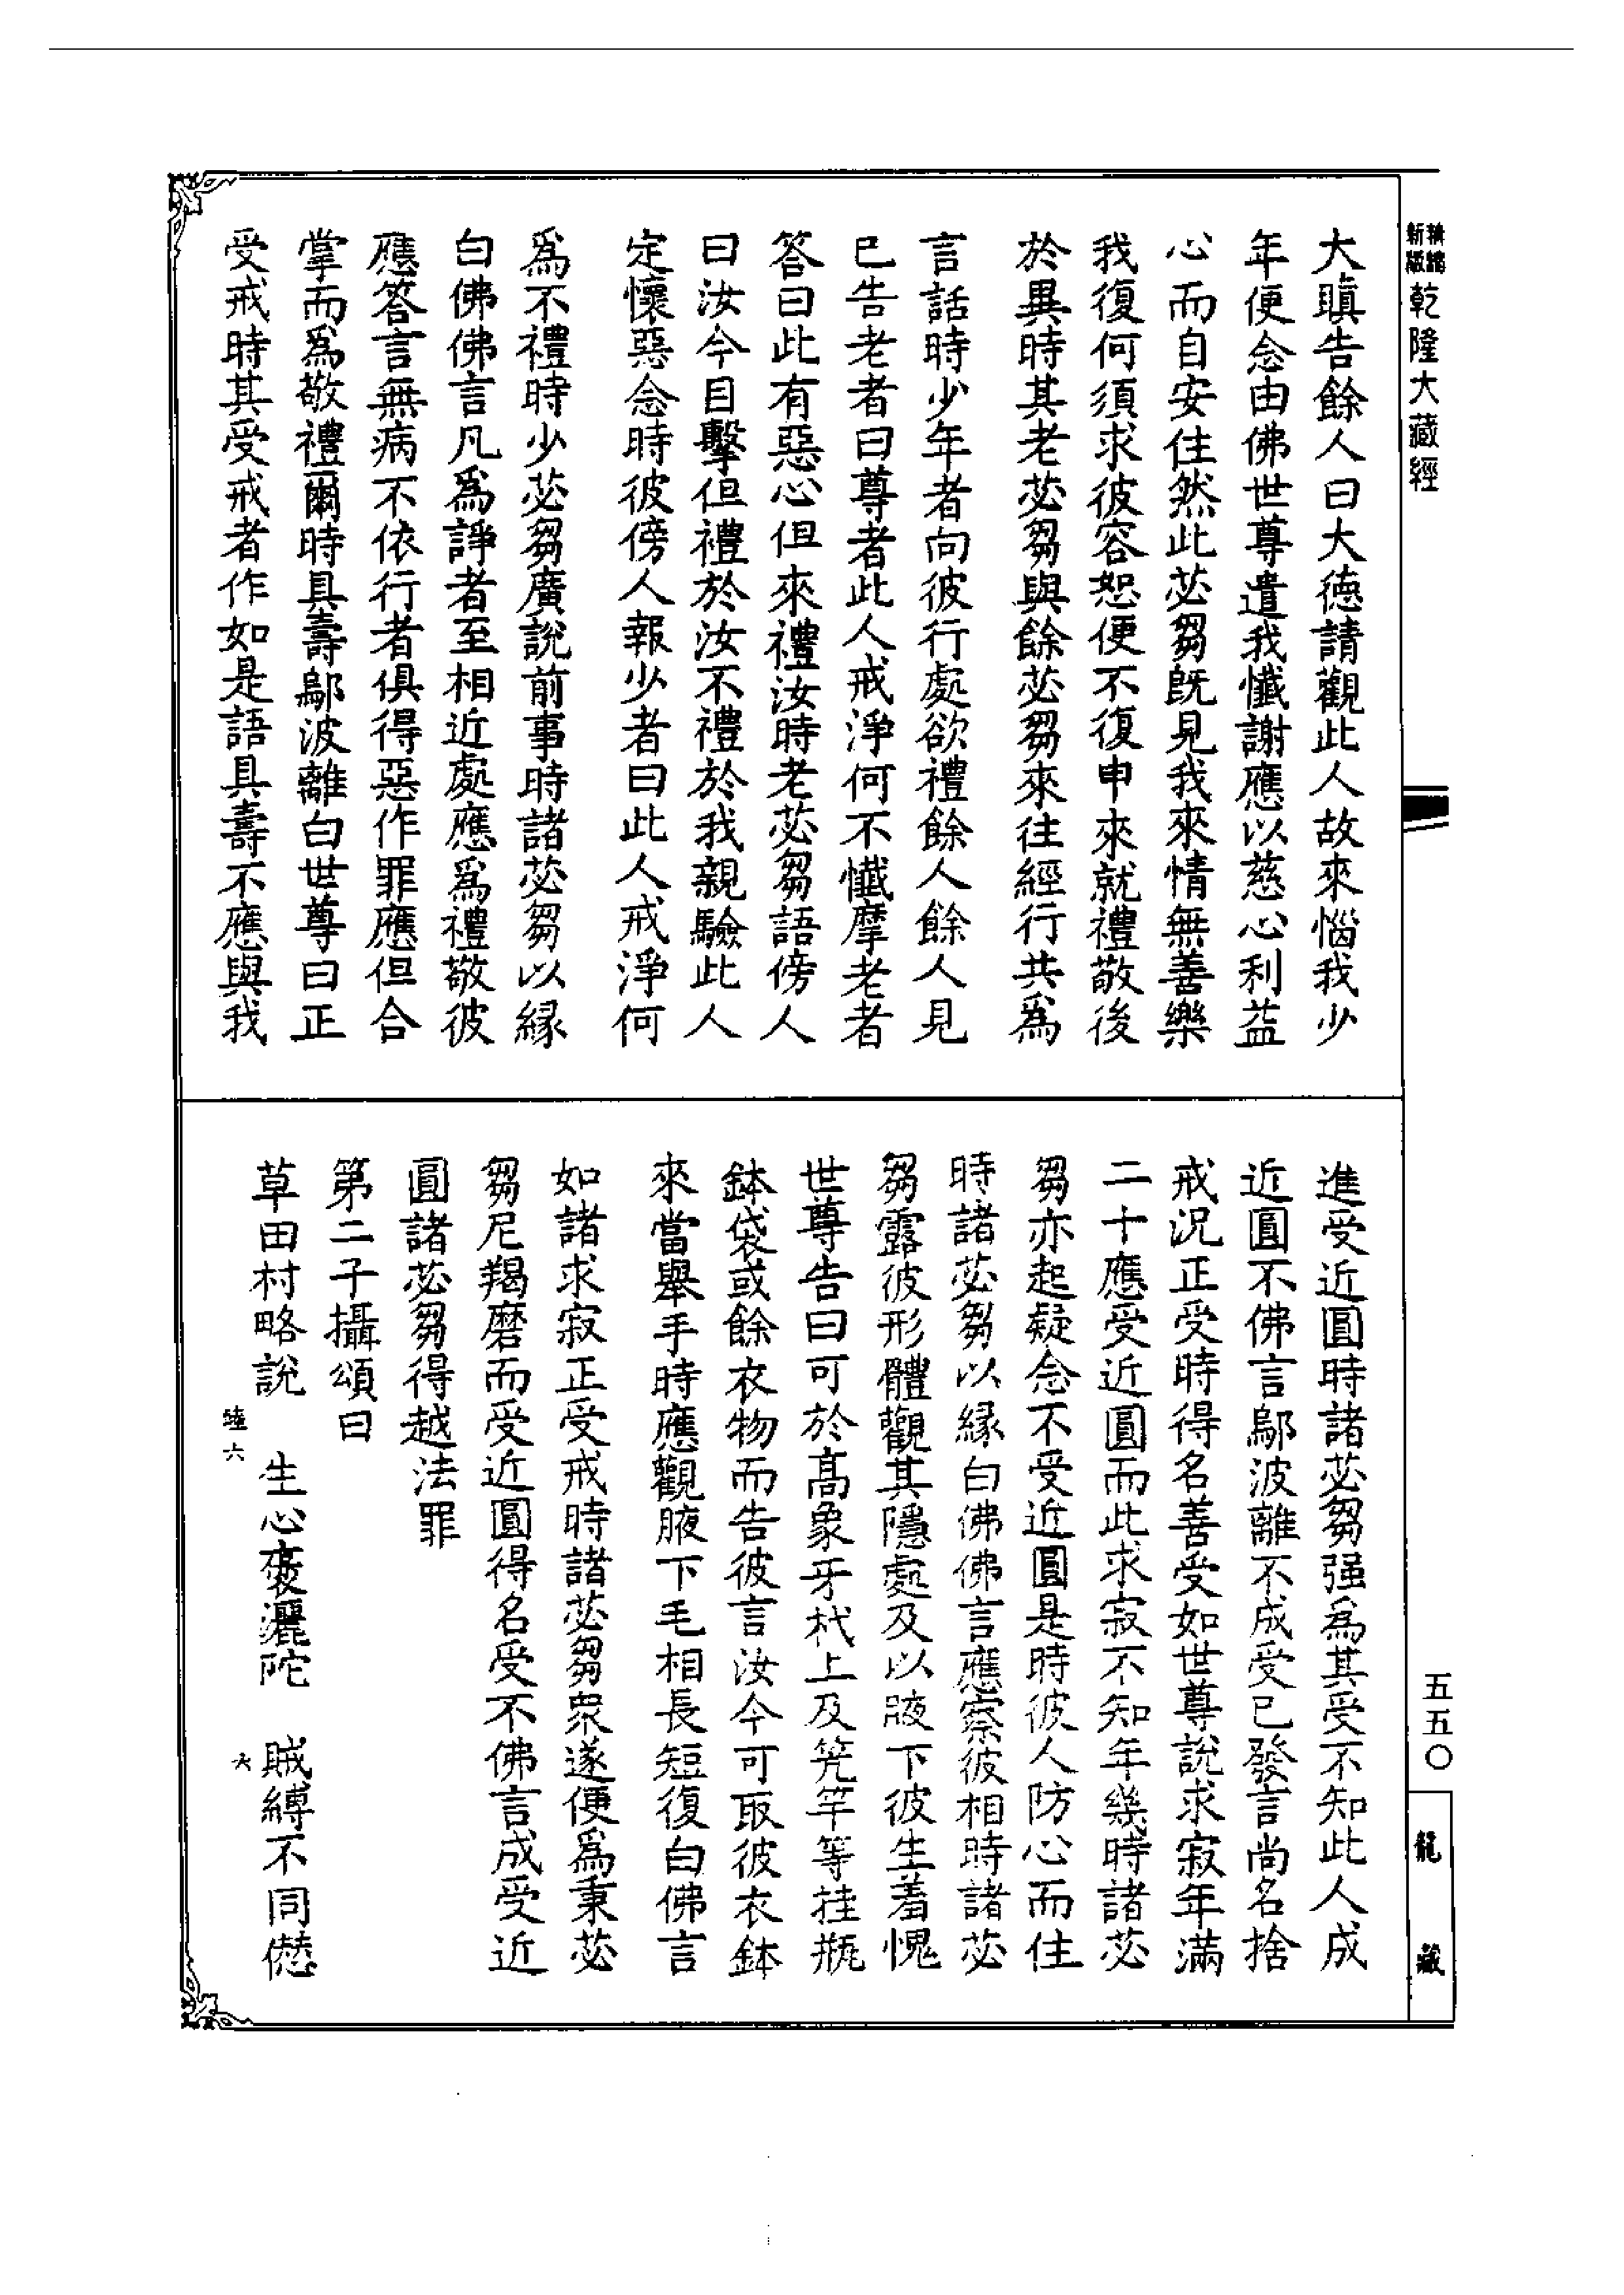 新編縮版
乾隆大藏經
大瞋告餘人曰大德請觀此人故來惱我少
年便念由佛世尊遣我懺謝應以慈心利益
心而自安住然此苾芻既見我來情無善樂
我復何須求彼容恕便不復申來就禮敬後
於異時其老苾芻與餘苾芻來往經行共為
言話時少年者向彼行處欲禮餘人餘人見
已告老者曰尊者此人戒淨何不懺摩老者
答曰此有惡心但來禮汝時老苾芻語傍人
曰汝今目擊但禮於汝不禮於我親驗此人
定懷惡念時彼傍人報少者曰此人戒淨何
為不禮時少苾芻廣說前事時諸苾芻以緣
白佛佛言凡為諍者至相近處應為禮敬彼
應答言無病不依行者俱得惡作罪應但合
掌而為敬禮爾時具壽鄔波離白世尊曰正
受戒時其受戒者作如是語具壽不應與我
進受近圓時諸苾芻强為其受不知此人成
近圓不佛言鄔波離不成受已發言尚名捨
戒況正受時得名善受如世尊說求寂年滿
二十應受近圓而此求寂不知年幾時諸苾
芻亦起疑念不受近圓是時彼人防心而住
時諸苾芻以緣白佛佛言應察彼相時諸苾
芻露彼形體觀其隱處及以腋下彼生羞愧
世尊告曰可於高象牙杙上及笐竿等挂瓶
鉢袋或餘衣物而告彼言汝今可取彼衣鉢
來當舉手時應觀腋下毛相長短復白佛言
如諸求寂正受戒時諸苾芻眾遂便為秉苾
芻尼羯磨而受近圓得名受不佛言成受近
圓諸苾芻得越法罪
第二子攝頌曰
草田村略說　生心褒灑陀　賊縛不同僁
六
六
五五〇
龍藏